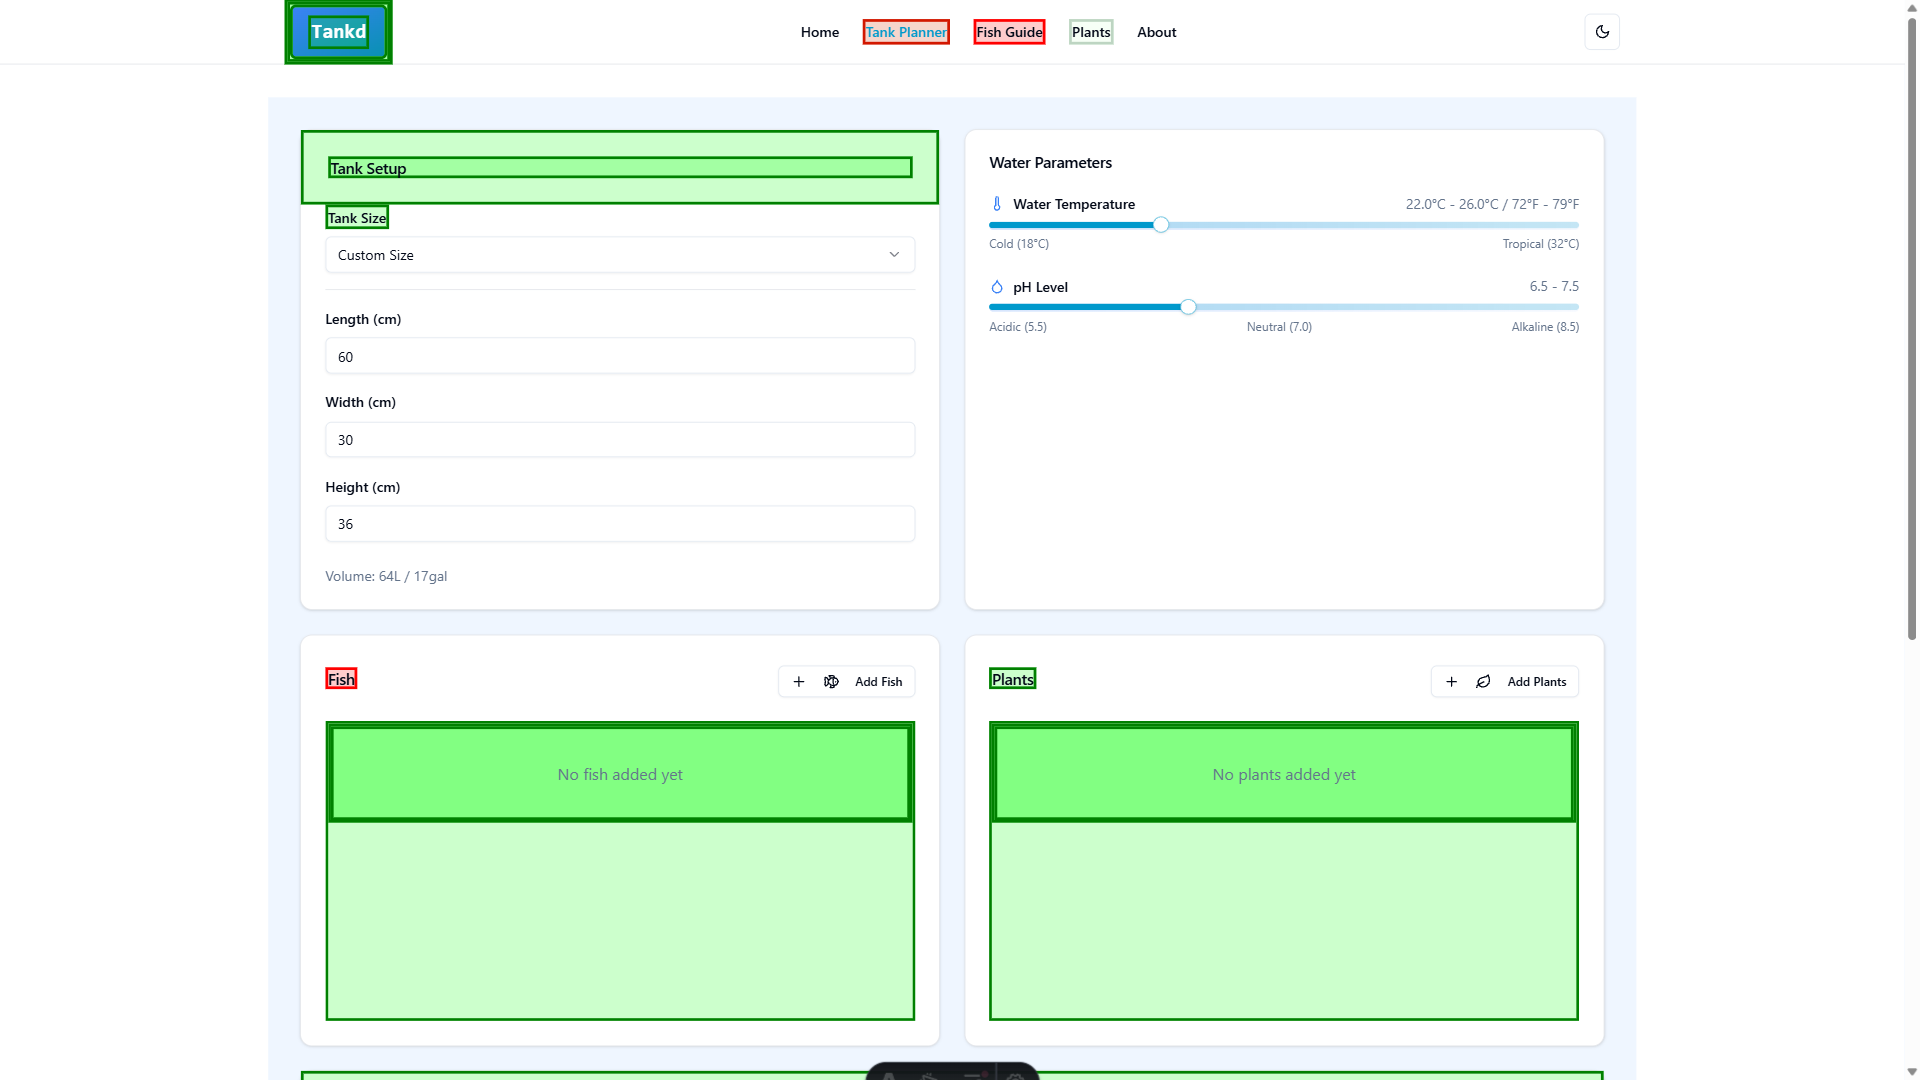 Tankd
Home
Tank Planner
Fish Guide
Plants
About
Tank Setup
Tank Size
Custom Size
Length (cm)
60
Width (cm)
30
Height (cm)
36
Volume: 64L / 17gal
Water Parameters
Water Temperature
22.0°C - 26.0°C / 72°F - 79°F
Cold (18°C)
Tropical (32°C)
pH Level
6.5 - 7.5
Acidic (5.5)
Neutral (7.0)
Alkaline (8.5)
Fish
Add Fish
No fish added yet
Plants
Add Plants
No plants added yet